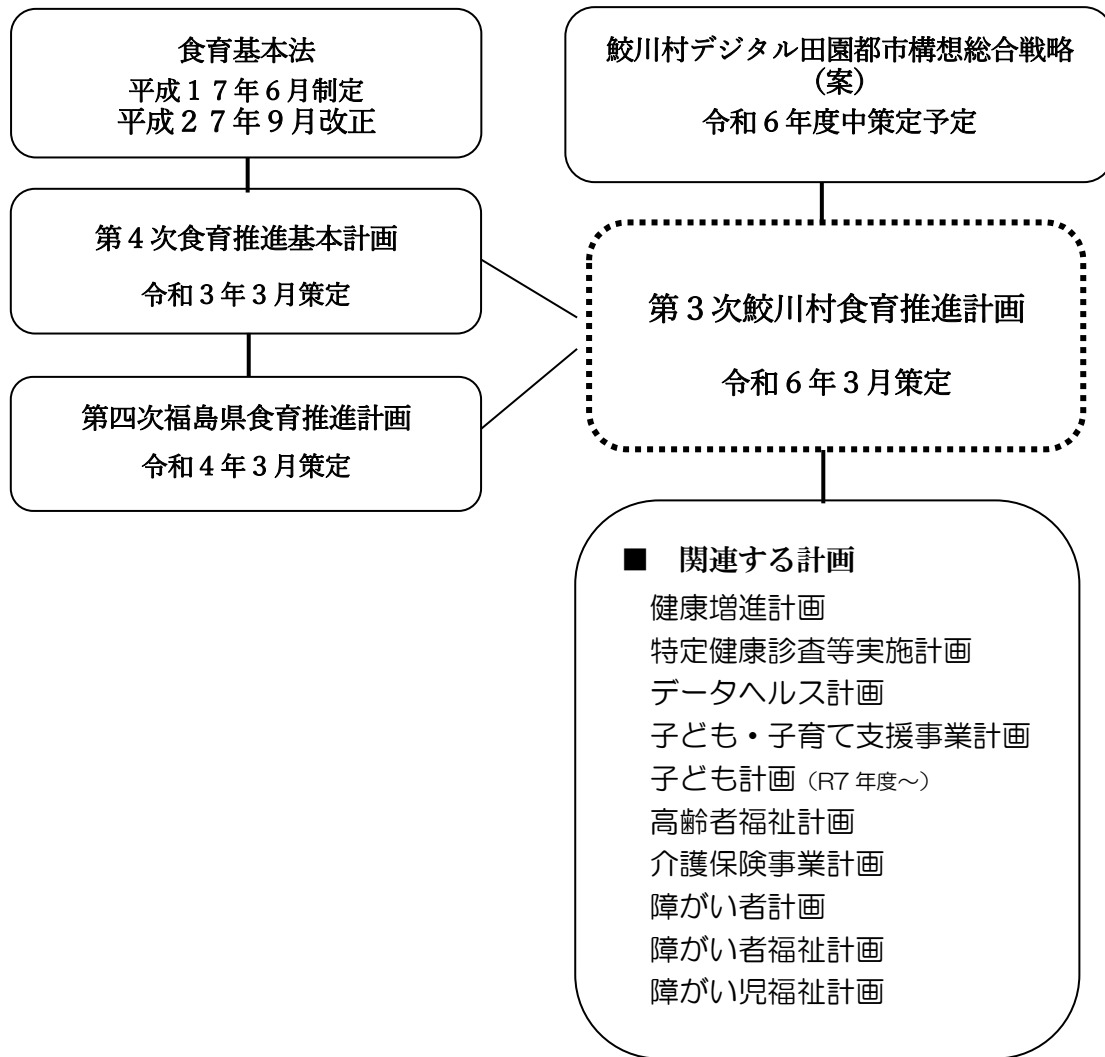 食育基本法
平成１７年６月制定
平成２７年９月改正
鮫川村デジタル田園都市構想総合戦略
（案）
令和６年度中策定予定
第４次食育推進基本計画
令和３年３月策定
第３次鮫川村食育推進計画
令和６年３月策定
第四次福島県食育推進計画
令和４年３月策定
■　関連する計画
健康増進計画
特定健康診査等実施計画
データヘルス計画
子ども・子育て支援事業計画
子ども計画（R7 年度～）
高齢者福祉計画
介護保険事業計画
障がい者計画
障がい者福祉計画
障がい児福祉計画